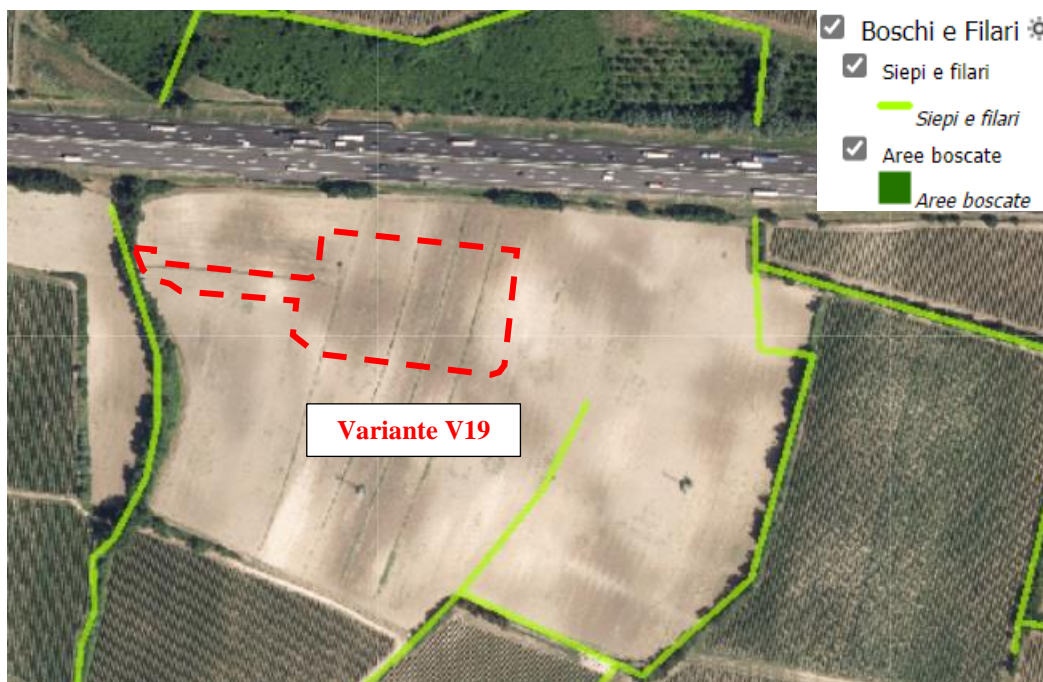 Boschi e Filari
Siepi e filari
Siepi e filari
Aree boscate
Aree boscate
Variante V19